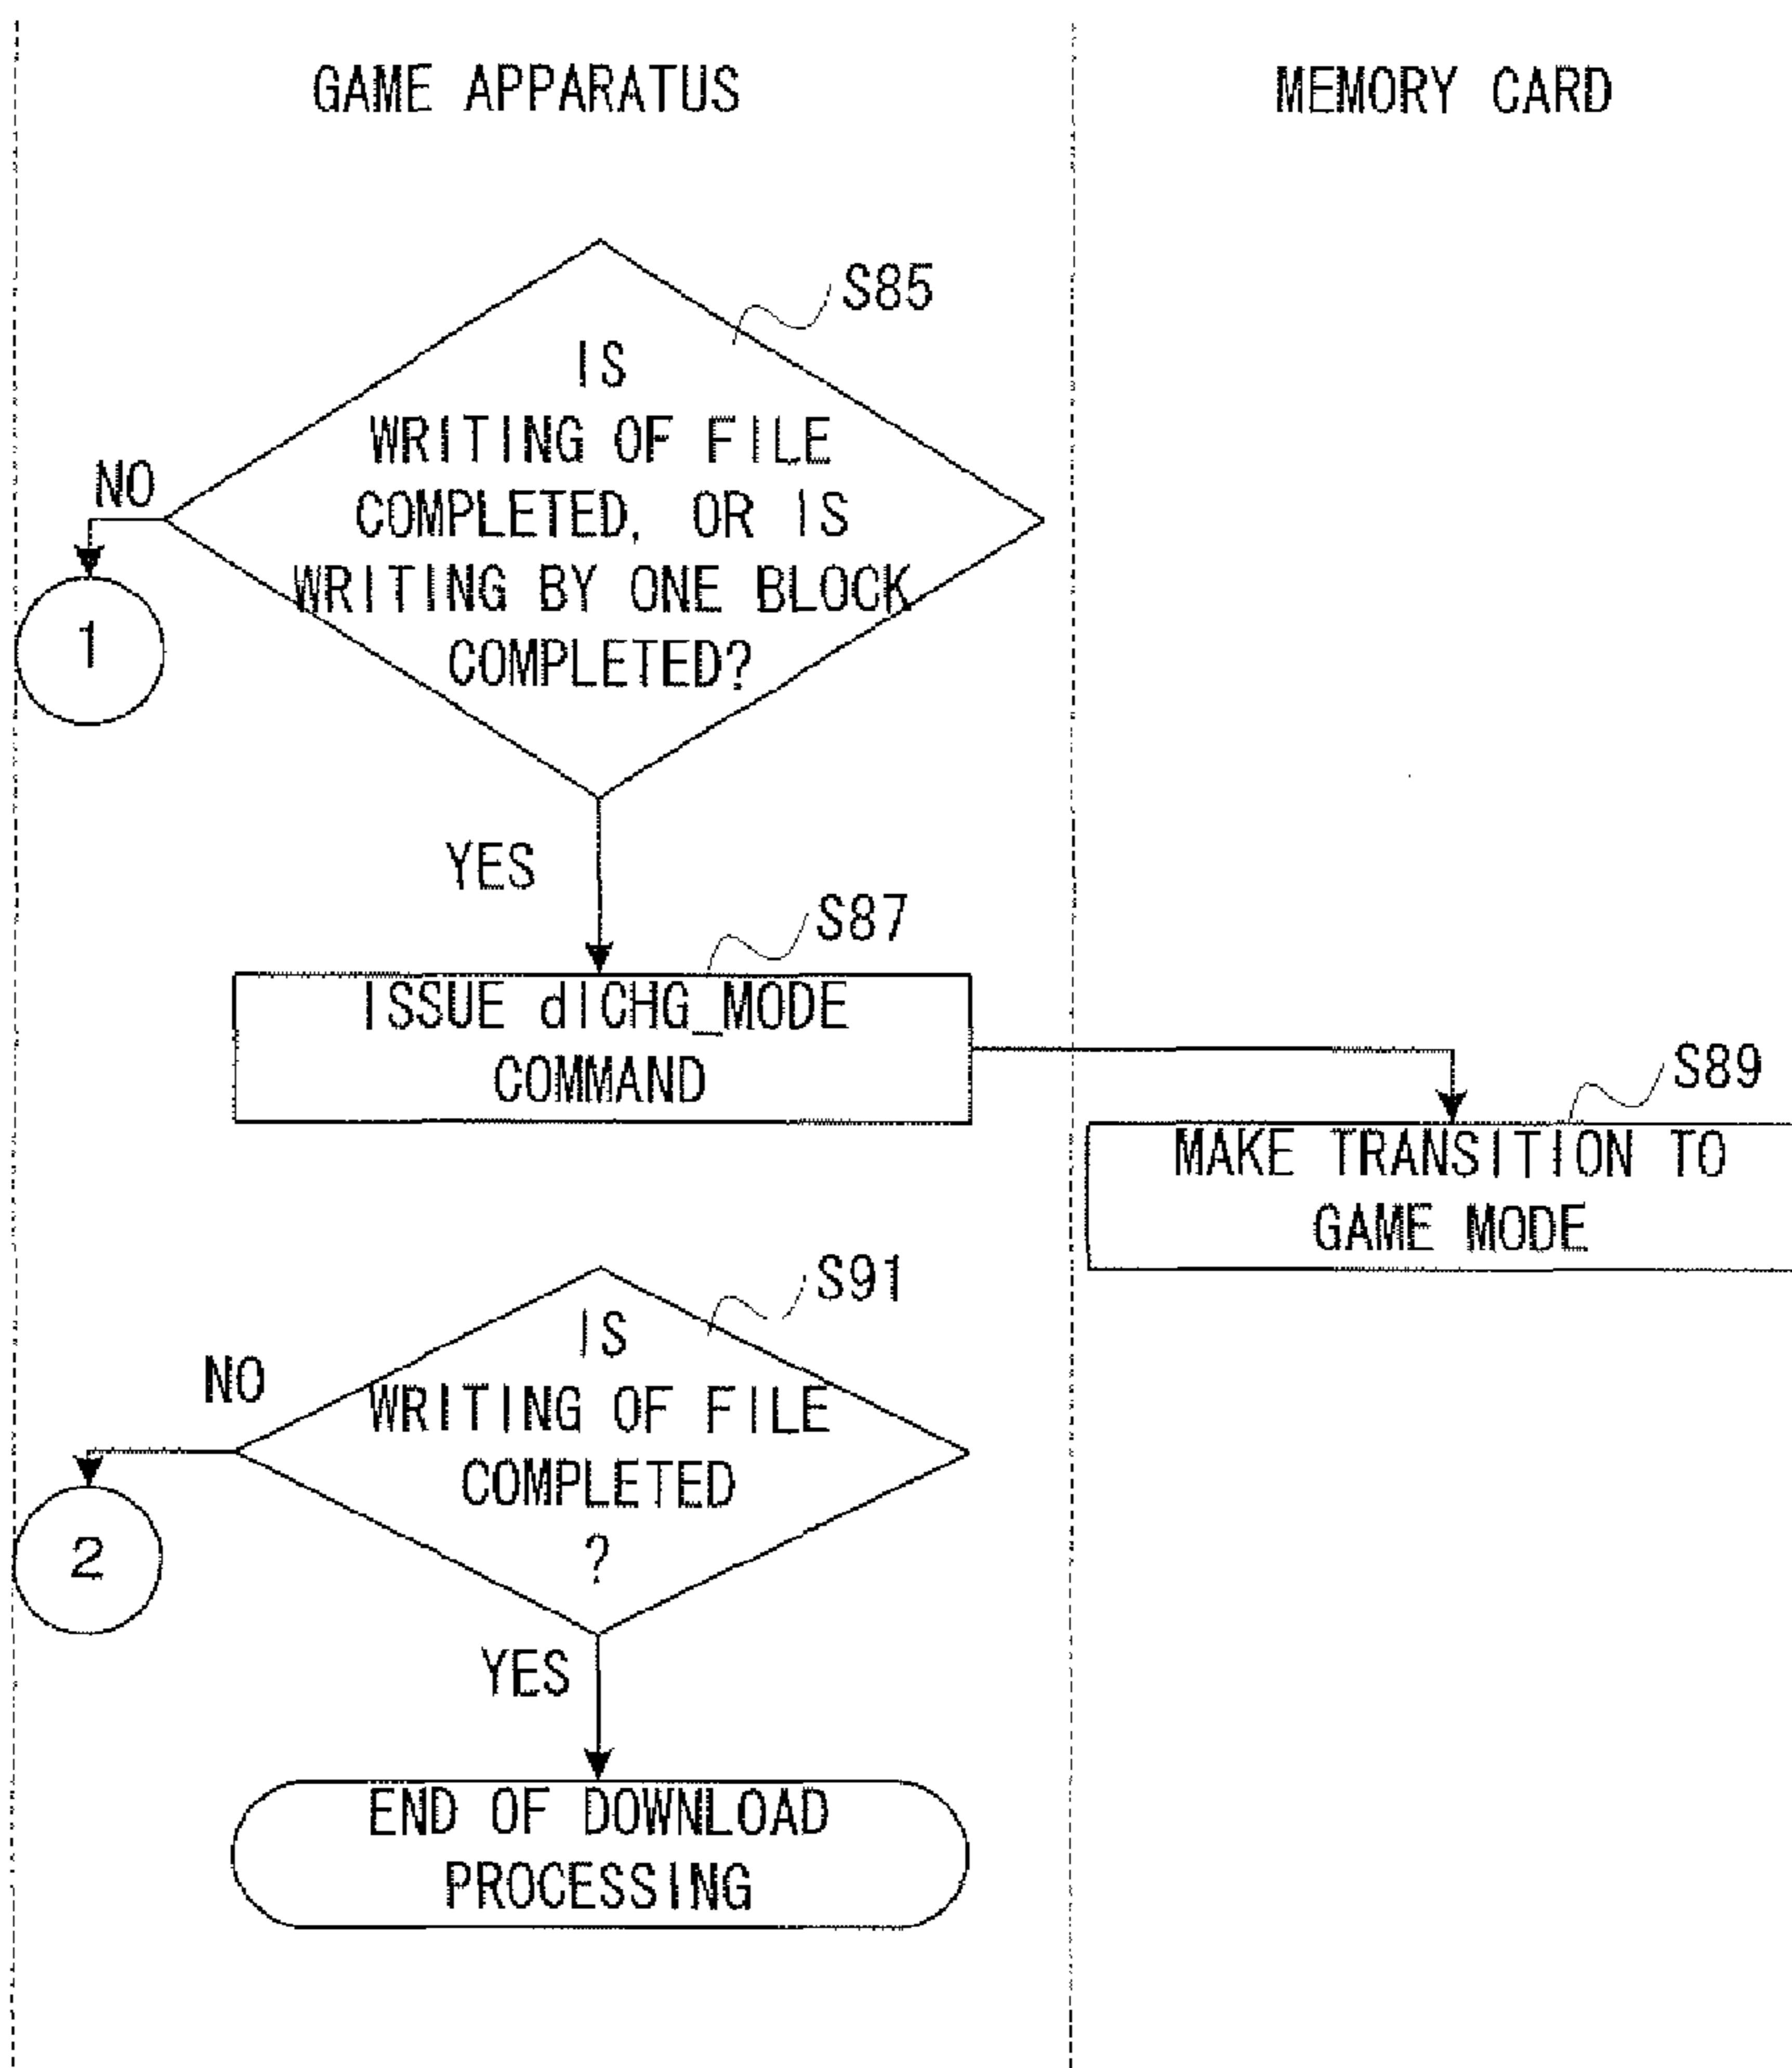 GAME APPARATUS
MEMORY CARD
S85
IS
WRITING OF FILE
COMPLETED, OR IS
WRITING BY ONE BLOCK
COMPLETED?
NO
1
YES
S87
ISSUE dICHG_MODE
COMMAND
S89
MAKE TRANSITION TO
GAME MODE
S91
IS
WRITING OF FILE
COMPLETED
?
NO
2
YES
END OF DOWNLOAD
PROCESSING